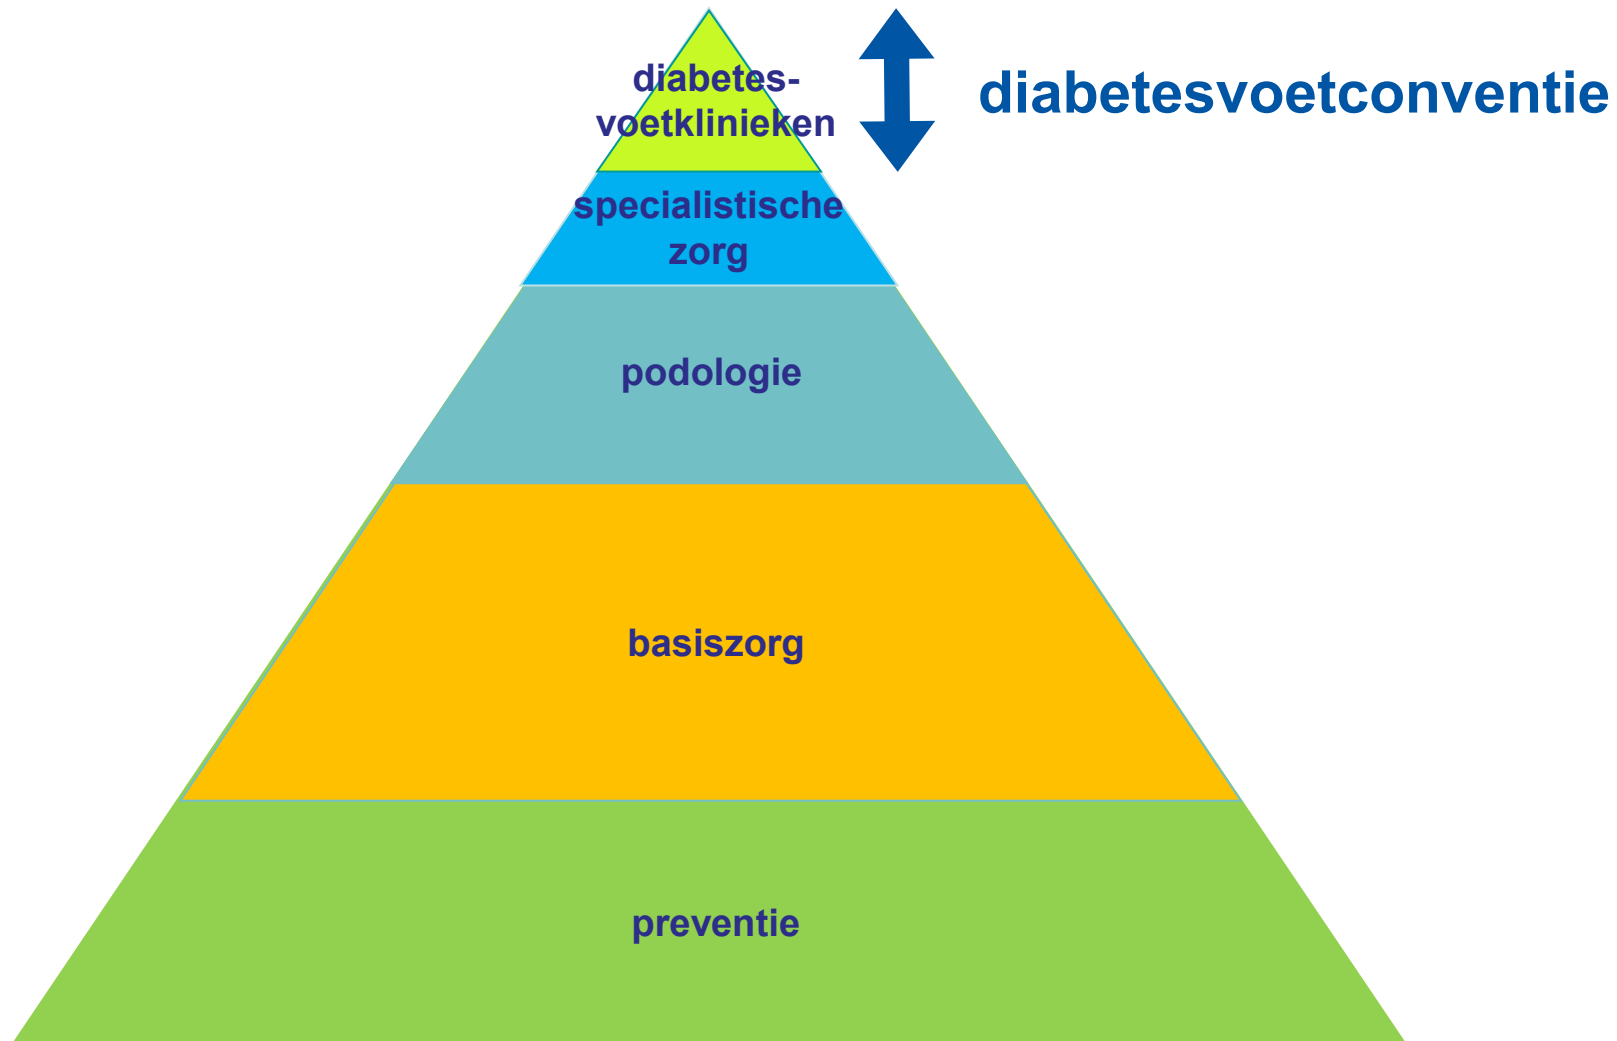 diabetes-
voetklinieken
diabetesvoetconventie
specialistische
zorg
podologie
basiszorg
preventie